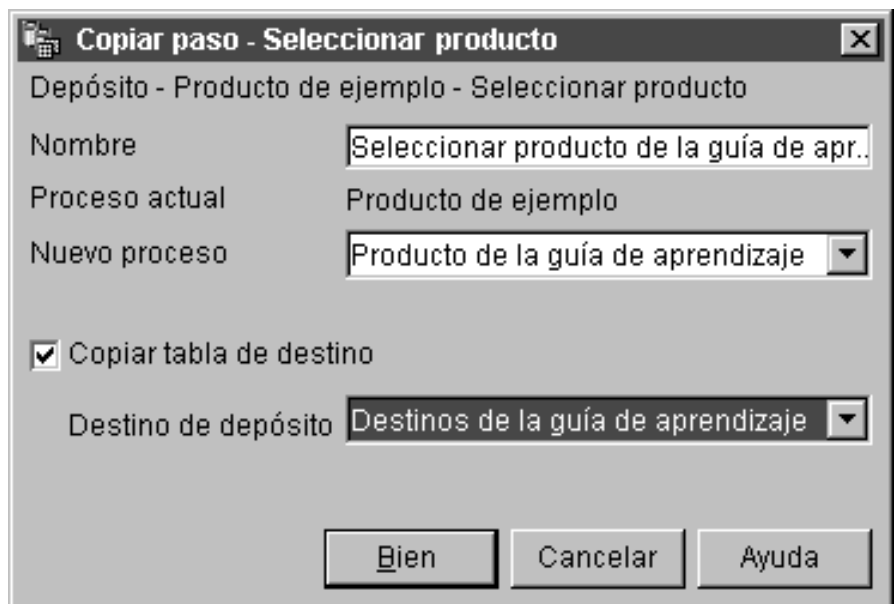 Copiar paso - Seleccionar producto
Depósito - Producto de ejemplo - Seleccionar producto
Nombre Seleccionar producto de la guía de apr..
Proceso actual Producto de ejemplo
Nuevo proceso Producto de la guía de aprendizaje
Copiar tabla de destino
Destino de depósito Destinos de la guía de aprendizaje
Bien Cancelar Ayuda